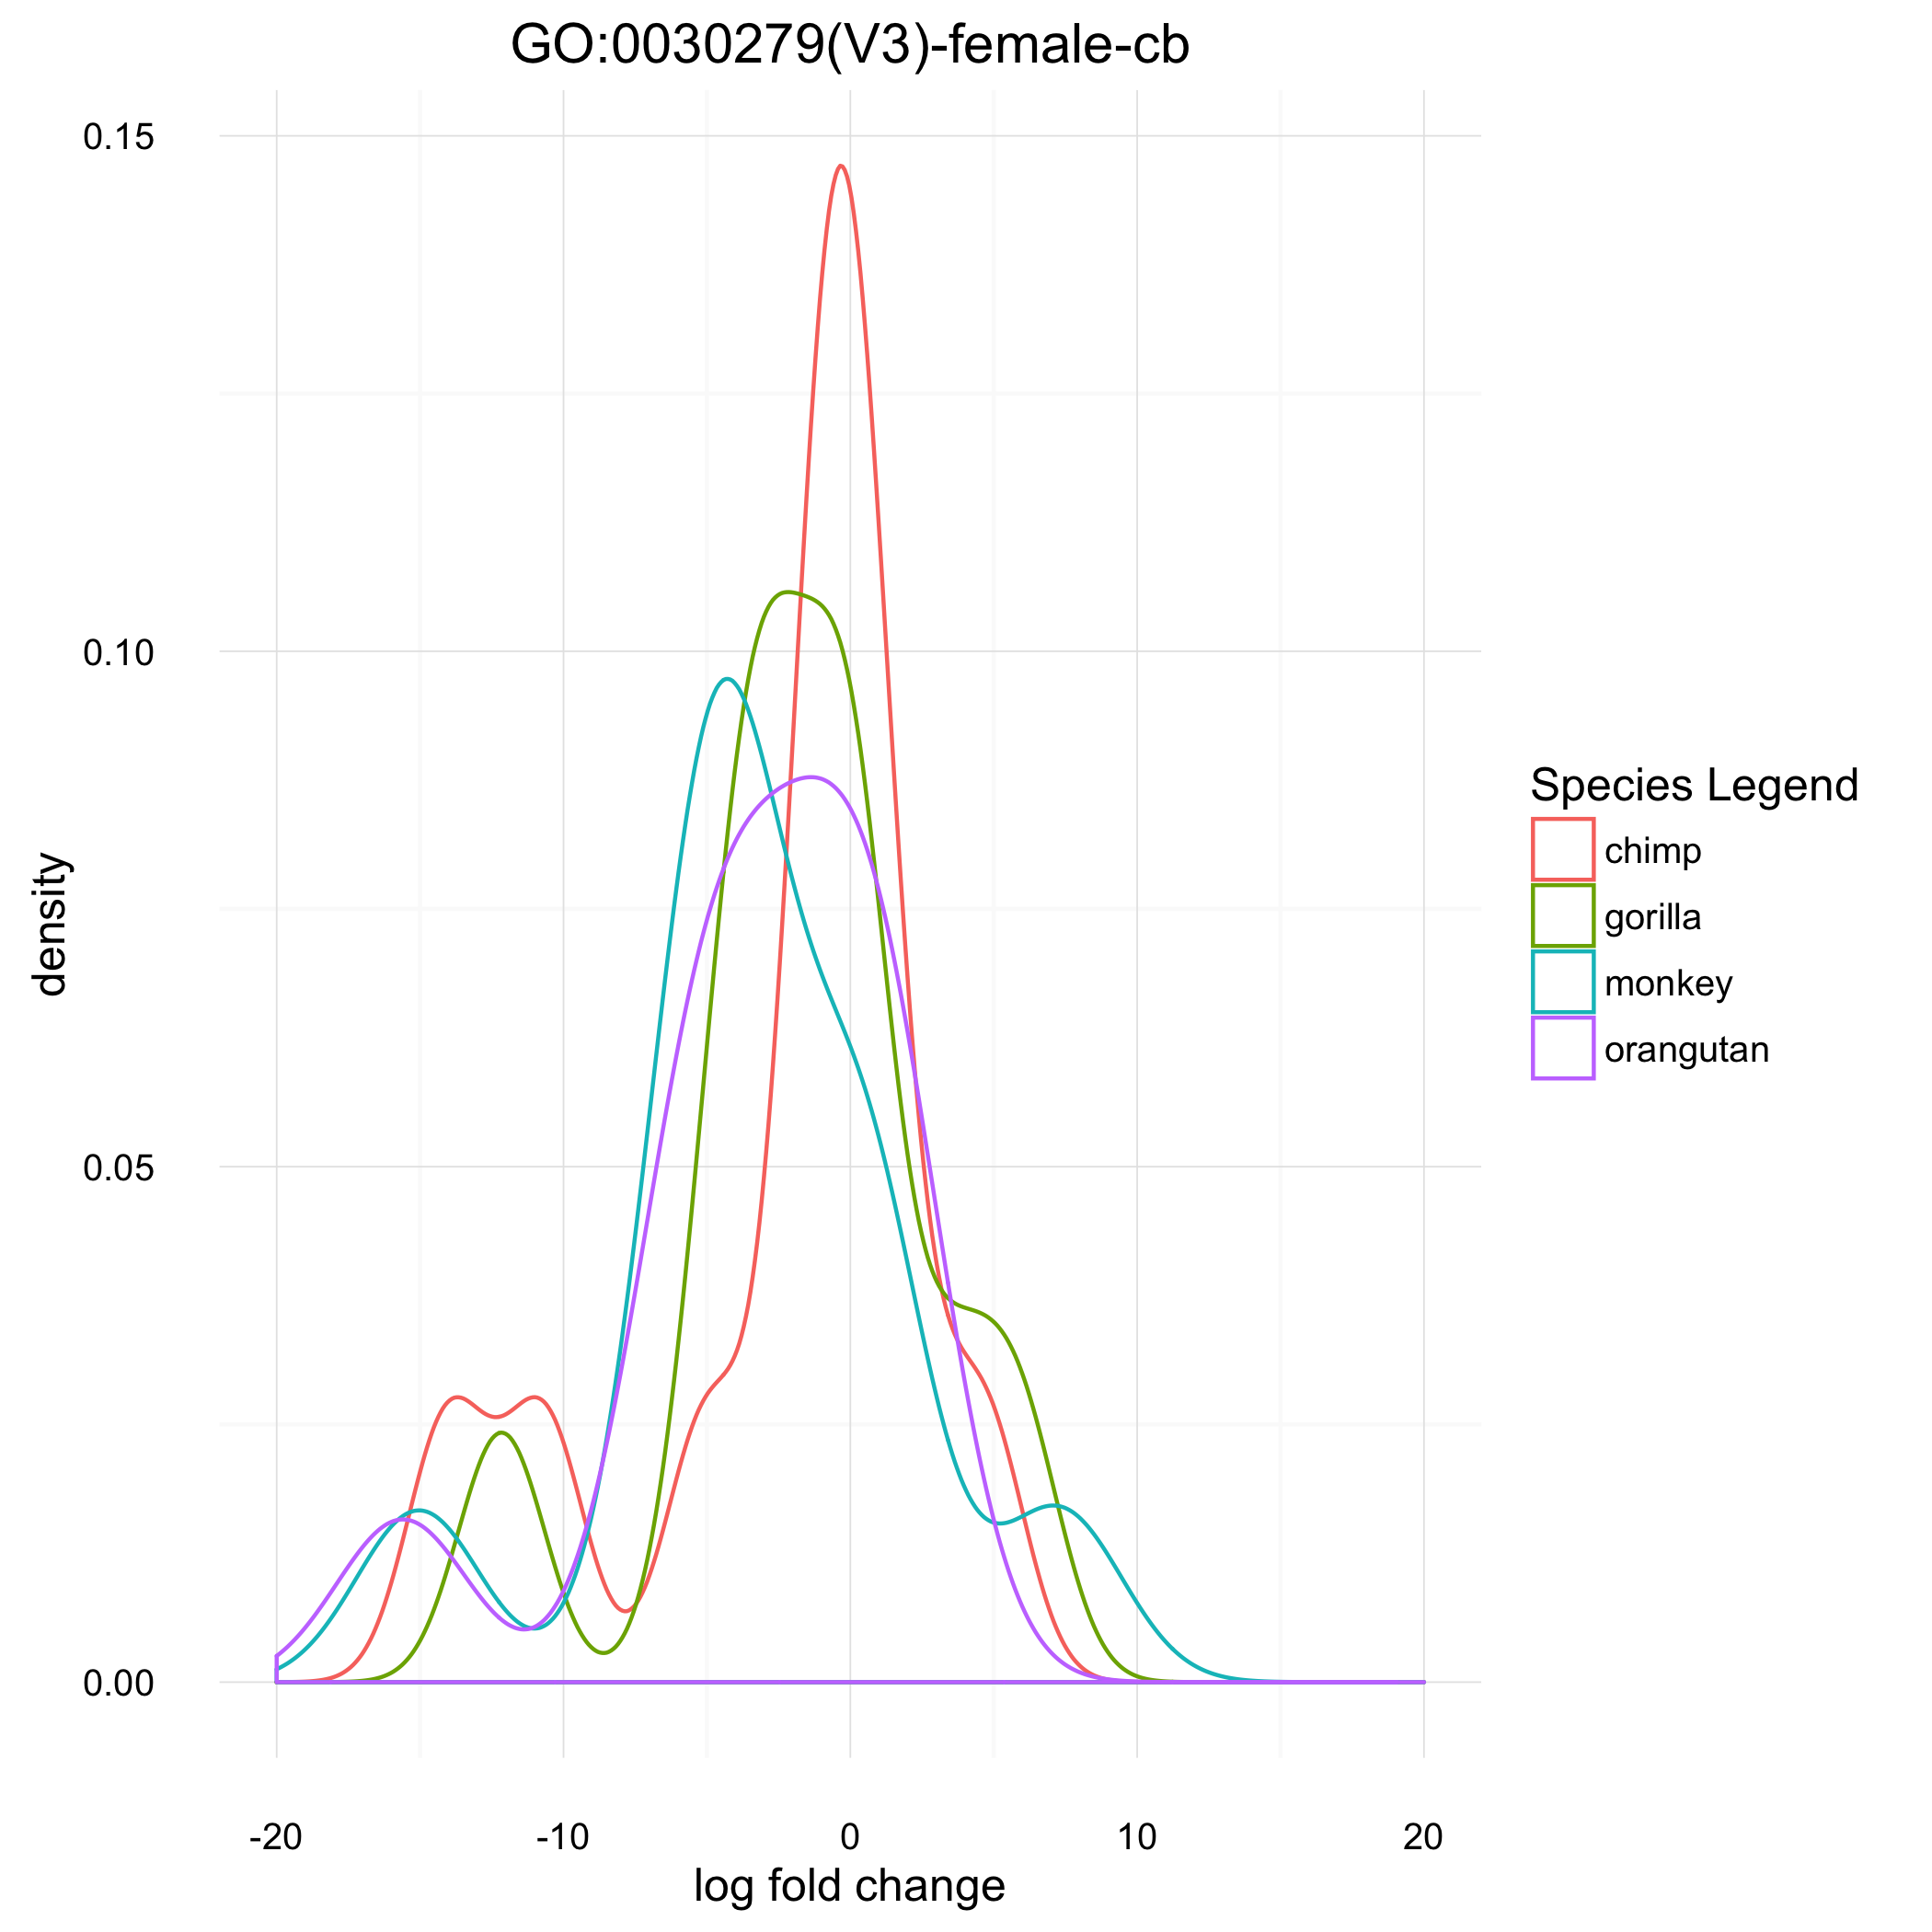 GO:0030279(V3)-female-cb
0.15
0.10
0.05
0.00
density
-20 -10 0 10 20
log fold change
Species Legend
chimp
gorilla
monkey
orangutan